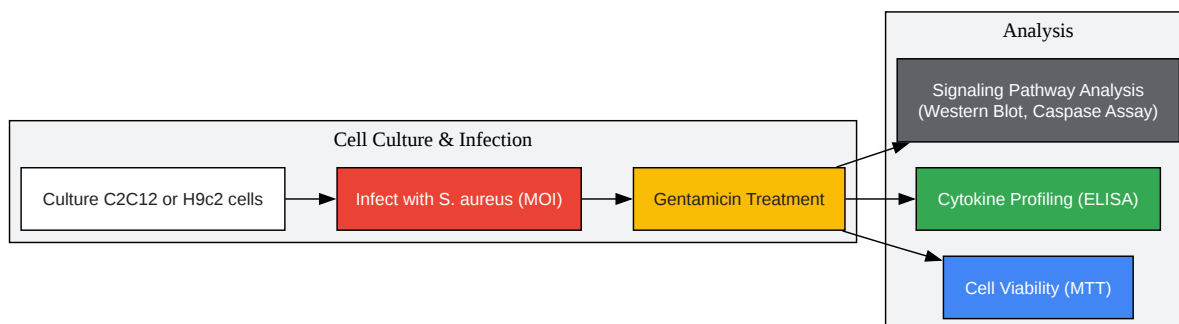 Analysis
Signaling Pathway Analysis
(Western Blot, Caspase Assay)
Cell Culture & Infection
Culture C2C12 or H9c2 cells
Infect with S. aureus (MOI)
Gentamicin Treatment
Cytokine Profiling (ELISA)
Cell Viability (MTT)